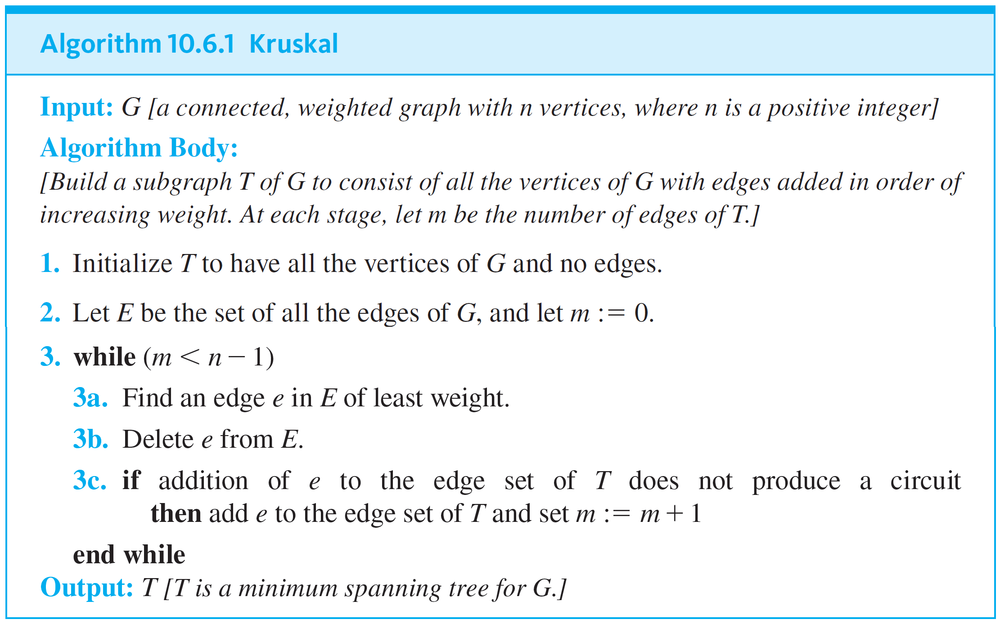 Algorithm 10.6.1 Kruskal
Input: G [a connected, weighted graph with n vertices, where n is a positive integer]
Algorithm Body:
[Build a subgraph T of G to consist of all the vertices of G with edges added in order of
increasing weight. At each stage, let m be the number of edges of T.]
1. Initialize T to have all the vertices of G and no edges.
2. Let E be the set of all the edges of G, and let m := 0.
3. while (m < n − 1)
3a. Find an edge e in E of least weight.
3b. Delete e from E.
3c. if addition of e to the edge set of T does not produce a circuit
then add e to the edge set of T and set m := m + 1
end while
Output: T [T is a minimum spanning tree for G.]